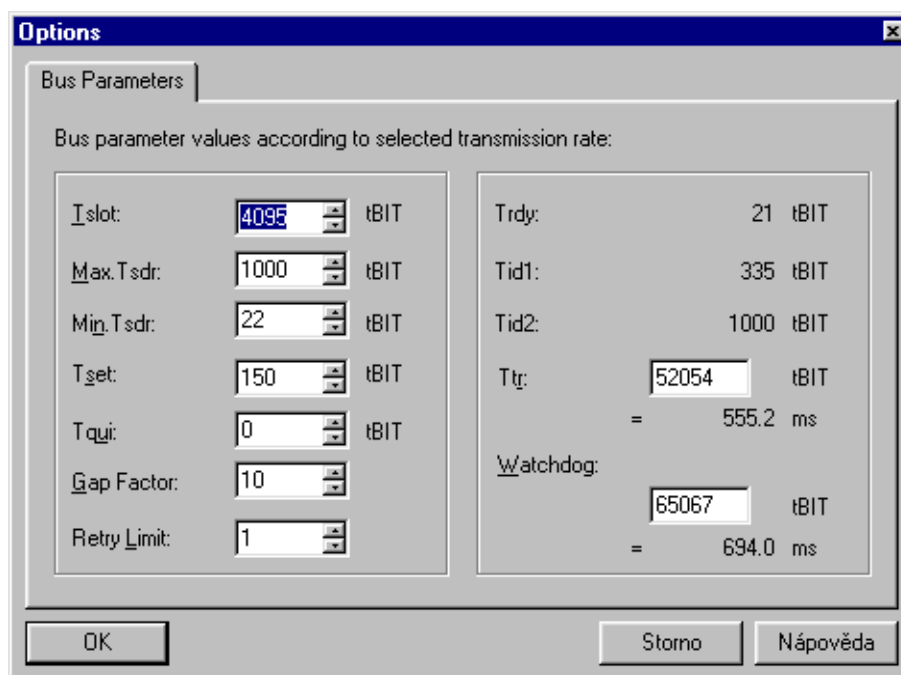 Options
Bus Parameters
Bus parameter values according to selected transmission rate:
Tslot: 4095 tBIT
Max.Tsdr: 1000 tBIT
Min.Tsdr: 22 tBIT
Tset: 150 tBIT
Tqui: 0 tBIT
Gap Factor: 10
Retry Limit: 1
Trdy: 21 tBIT
Tid1: 335 tBIT
Tid2: 1000 tBIT
Ttr: 52054 tBIT
= 555.2 ms
Watchdog:
65067 tBIT
= 694.0 ms
OK Storno Nápověda